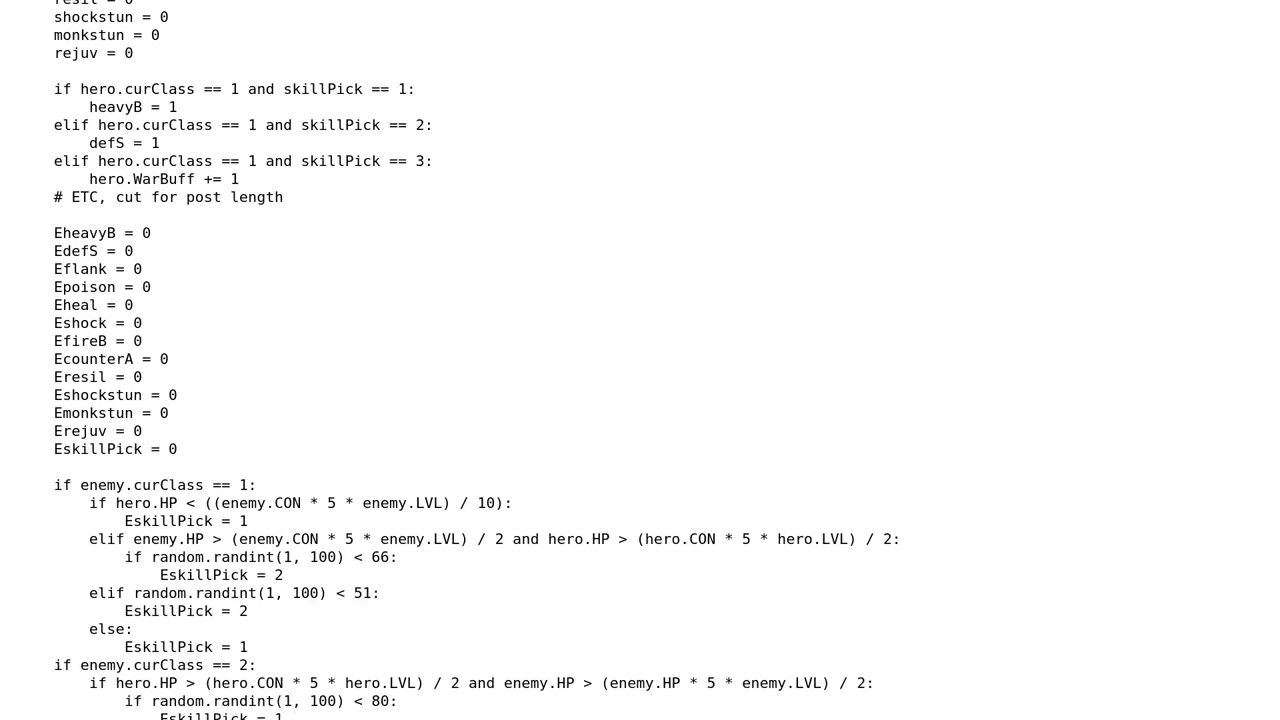 resil = 0
shockstun = 0
monkstun = 0
rejuv = 0

if hero.curClass == 1 and skillPick == 1:
    heavyB = 1
elif hero.curClass == 1 and skillPick == 2:
    defS = 1
elif hero.curClass == 1 and skillPick == 3:
    hero.WarBuff += 1
# ETC, cut for post length

EheavyB = 0
EdefS = 0
Eflank = 0
Epoison = 0
Eheal = 0
Eshock = 0
EfireB = 0
EcounterA = 0
Eresil = 0
Eshockstun = 0
Emonkstun = 0
Erejuv = 0
EskillPick = 0

if enemy.curClass == 1:
    if hero.HP < ((enemy.CON * 5 * enemy.LVL) / 10):
        EskillPick = 1
    elif enemy.HP > (enemy.CON * 5 * enemy.LVL) / 2 and hero.HP > (hero.CON * 5 * hero.LVL) / 2:
        if random.randint(1, 100) < 66:
            EskillPick = 2
    elif random.randint(1, 100) < 51:
        EskillPick = 2
    else:
        EskillPick = 1
if enemy.curClass == 2:
    if hero.HP > (hero.CON * 5 * hero.LVL) / 2 and enemy.HP > (enemy.HP * 5 * enemy.LVL) / 2:
        if random.randint(1, 100) < 80:
            EskillPick = 1